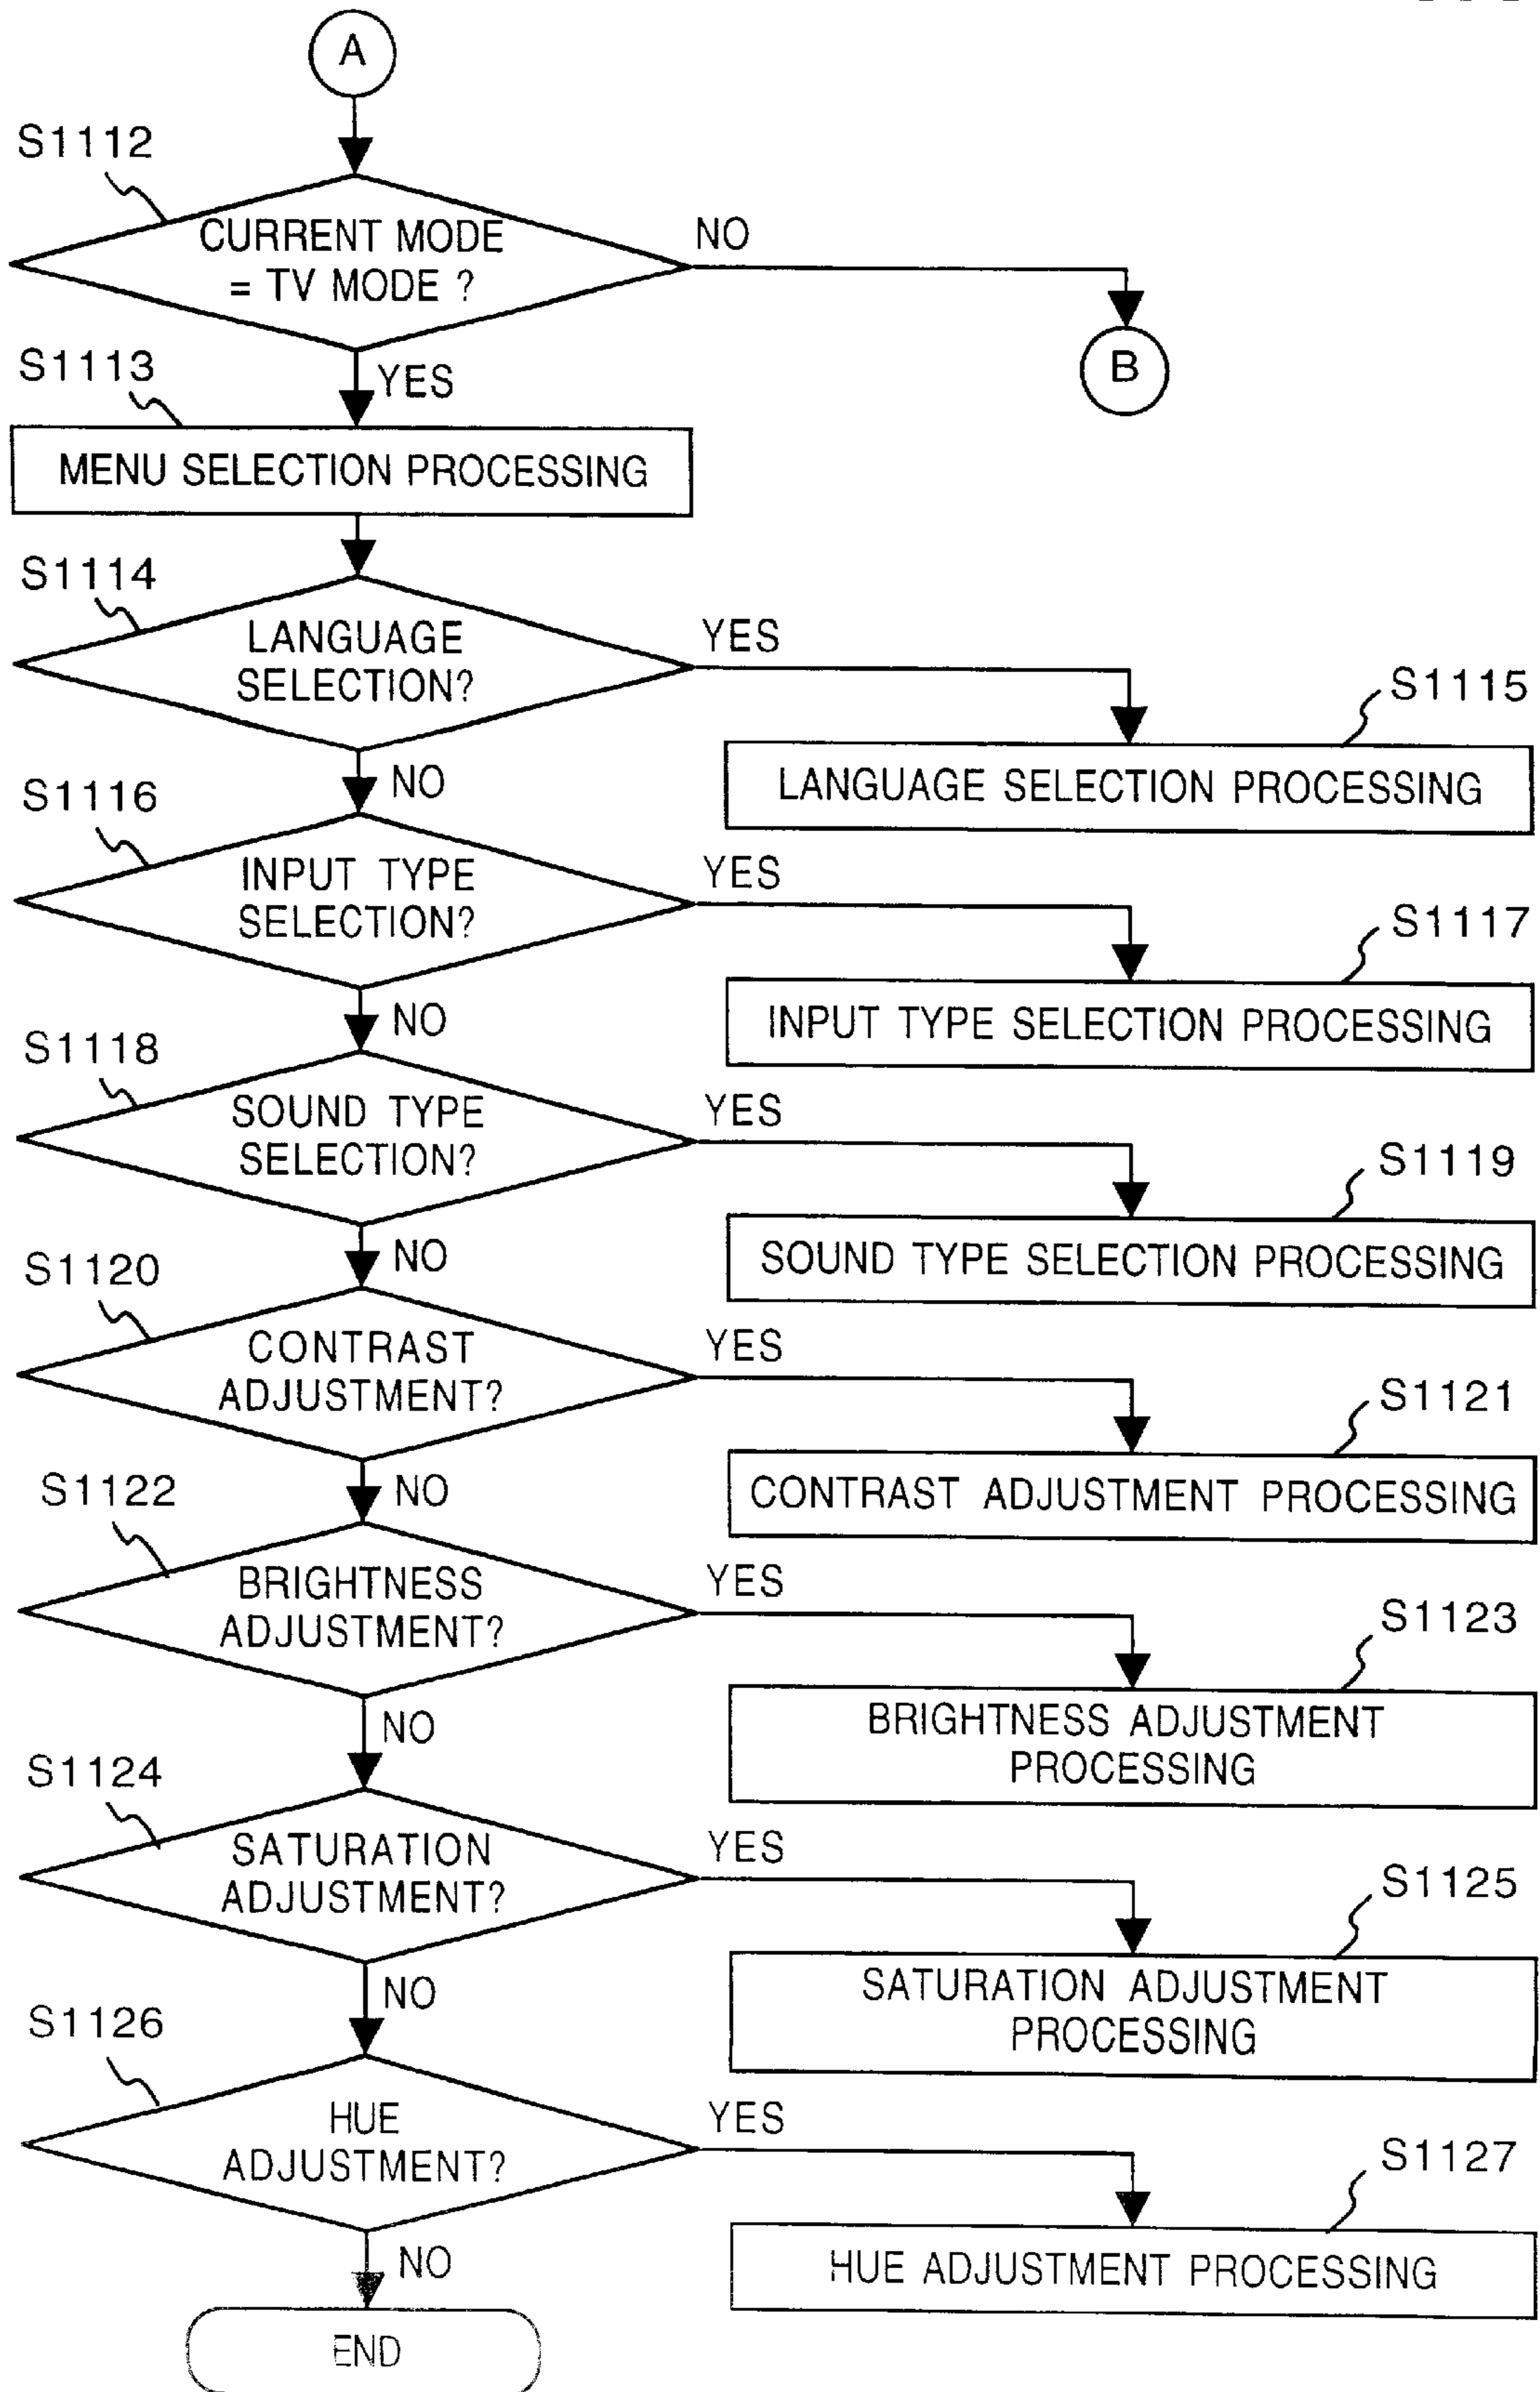 A
S1112
CURRENT MODE
= TV MODE ?
NO
B
YES
S1113
MENU SELECTION PROCESSING
S1114
LANGUAGE
SELECTION?
YES
S1115
LANGUAGE SELECTION PROCESSING
NO
S1116
INPUT TYPE
SELECTION?
YES
S1117
INPUT TYPE SELECTION PROCESSING
NO
S1118
SOUND TYPE
SELECTION?
YES
S1119
SOUND TYPE SELECTION PROCESSING
NO
S1120
CONTRAST
ADJUSTMENT?
YES
S1121
CONTRAST ADJUSTMENT PROCESSING
NO
S1122
BRIGHTNESS
ADJUSTMENT?
YES
S1123
BRIGHTNESS ADJUSTMENT
PROCESSING
NO
S1124
SATURATION
ADJUSTMENT?
YES
S1125
SATURATION ADJUSTMENT
PROCESSING
NO
S1126
HUE
ADJUSTMENT?
YES
S1127
HUE ADJUSTMENT PROCESSING
NO
END